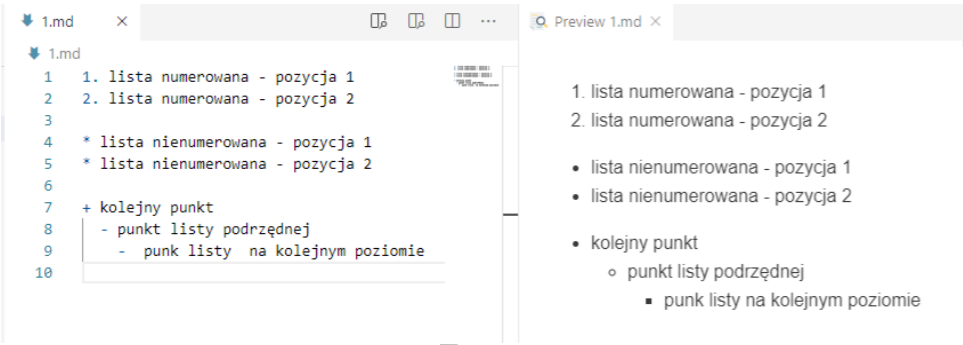 1.md ×
1.md
1 1. lista numerowana - pozycja 1
2 2. lista numerowana - pozycja 2
3
4 * lista nienumerowana - pozycja 1
5 * lista nienumerowana - pozycja 2
6
7 + kolejny punkt
8 - punkt listy podrzędnej
9 -  punk listy  na kolejnym poziomie
10
Preview 1.md ×
1. lista numerowana - pozycja 1
2. lista numerowana - pozycja 2
• lista nienumerowana - pozycja 1
• lista nienumerowana - pozycja 2
• kolejny punkt
◦ punkt listy podrzędnej
▪ punk listy na kolejnym poziomie